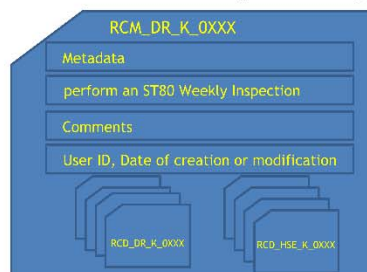 RCM_DR_K_0XXX
Metadata
perform an ST80 Weekly Inspection
Comments
User ID, Date of creation or modification
RCD_DR_K_0XXX
RCD_HSE_K_0XXX